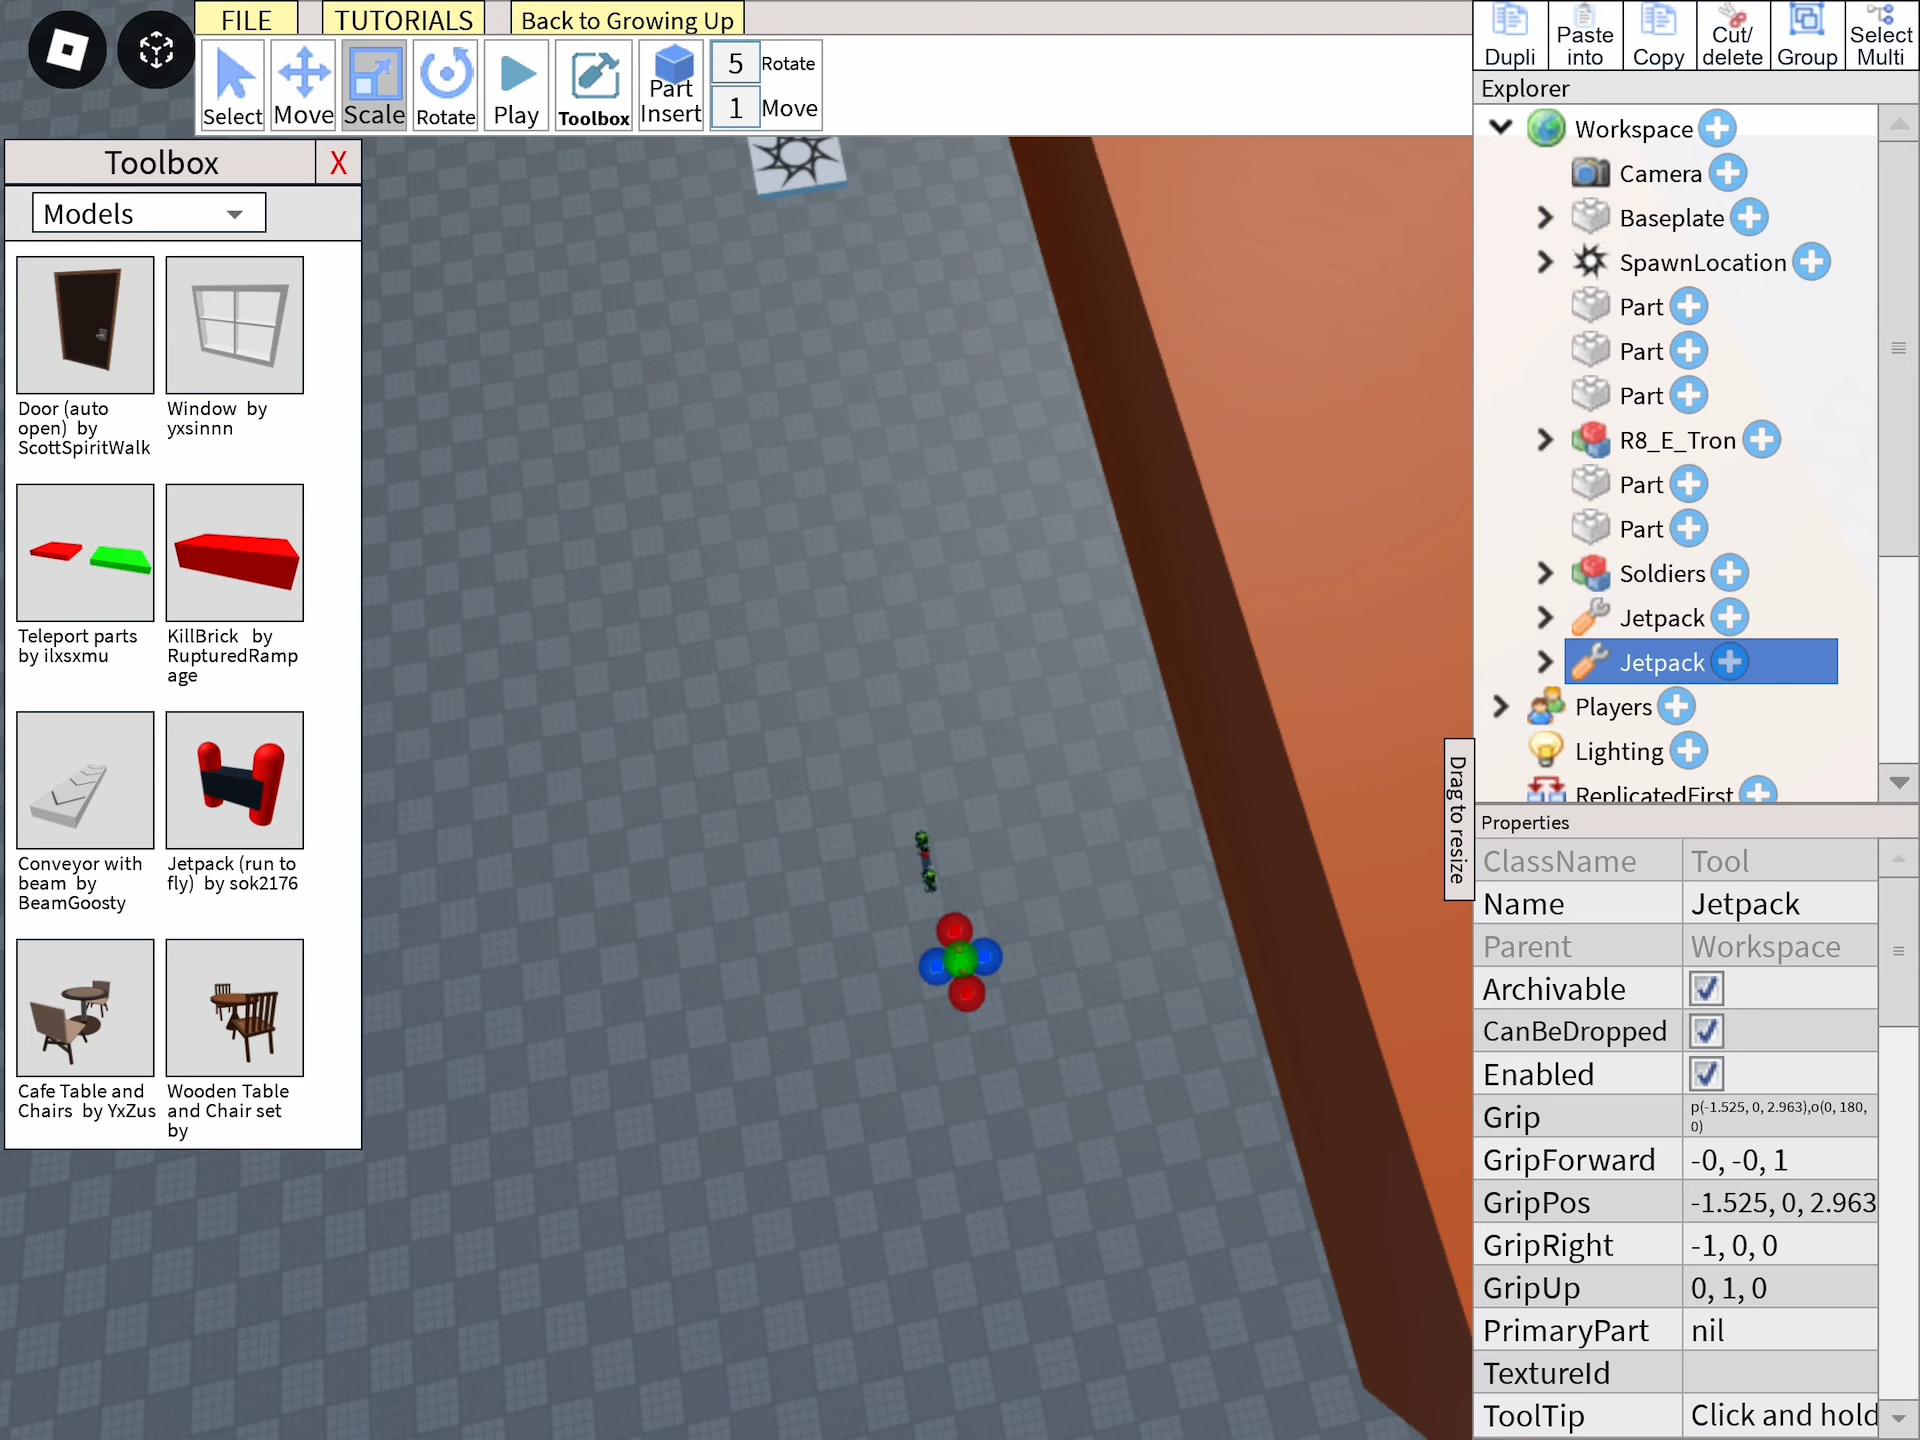 FILE
TUTORIALS
Back to Growing Up
Select
Move
Scale
Rotate
Play
Toolbox
Part
Insert
5
Rotate
1
Move
Dupli
Paste
into
Copy
Cut/
delete
Group
Select
Multi
Toolbox
X
Models
Door (auto
open)  by
ScottSpiritWalk
Window  by
yxsinnn
Teleport parts
by ilxsxmu
KillBrick   by
RupturedRamp
age
Conveyor with
beam  by
BeamGoosty
Jetpack (run to
fly)  by sok2176
Cafe Table and
Chairs  by YxZus
Wooden Table
and Chair set
by
Explorer
Workspace
Camera
Baseplate
SpawnLocation
Part
Part
Part
R8_E_Tron
Part
Part
Soldiers
Jetpack
Jetpack
Players
Lighting
ReplicatedFirst
Drag to resize
Properties
ClassName Tool
Name Jetpack
Parent Workspace
Archivable
CanBeDropped
Enabled
Grip p(-1.525, 0, 2.963),o(0, 180,
0)
GripForward -0, -0, 1
GripPos -1.525, 0, 2.963
GripRight -1, 0, 0
GripUp 0, 1, 0
PrimaryPart nil
TextureId
ToolTip Click and hold